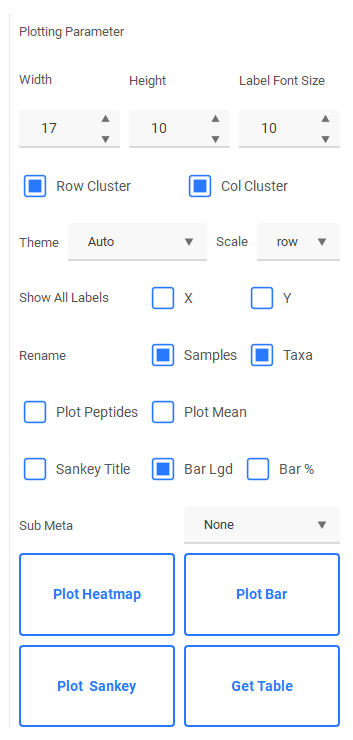 Plotting Parameter
Width Height Label Font Size
17 10 10
Row Cluster Col Cluster
Theme Auto Scale row
Show All Labels X Y
Rename Samples Taxa
Plot Peptides Plot Mean
Sankey Title Bar Lgd Bar %
Sub Meta None
Plot Heatmap Plot Bar
Plot Sankey Get Table